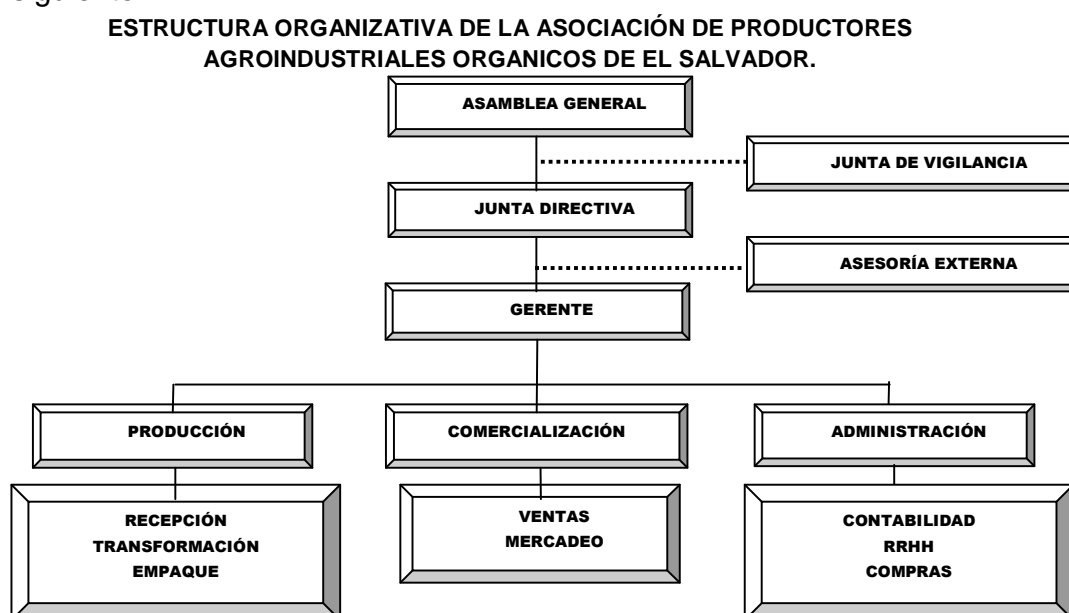 ESTRUCTURA ORGANIZATIVA DE LA ASOCIACIÓN DE PRODUCTORES
AGROINDUSTRIALES ORGANICOS DE EL SALVADOR.
ASAMBLEA GENERAL
JUNTA DE VIGILANCIA
JUNTA DIRECTIVA
ASESORÍA EXTERNA
GERENTE
PRODUCCIÓN
COMERCIALIZACIÓN
ADMINISTRACIÓN
RECEPCIÓN
TRANSFORMACIÓN
EMPAQUE
VENTAS
MERCADEO
CONTABILIDAD
RRHH
COMPRAS